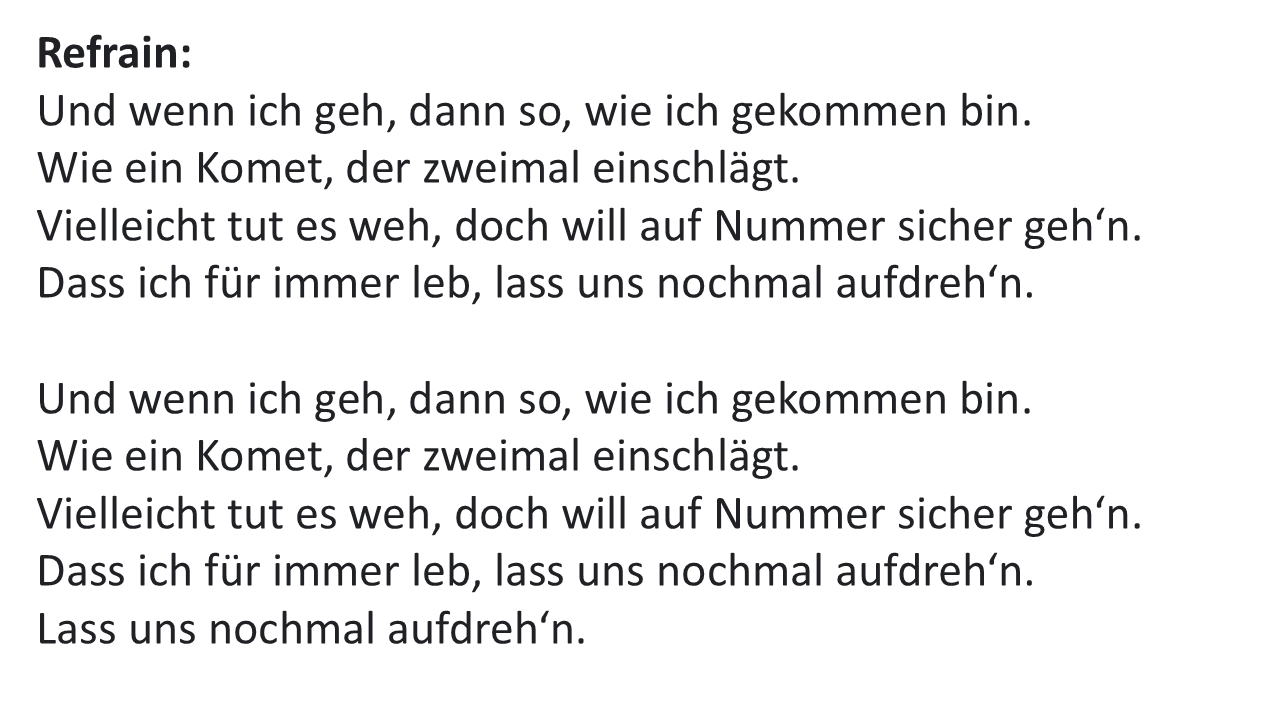 Refrain:
Und wenn ich geh, dann so, wie ich gekommen bin.
Wie ein Komet, der zweimal einschlägt.
Vielleicht tut es weh, doch will auf Nummer sicher geh‘n.
Dass ich für immer leb, lass uns nochmal aufdreh‘n.

Und wenn ich geh, dann so, wie ich gekommen bin.
Wie ein Komet, der zweimal einschlägt.
Vielleicht tut es weh, doch will auf Nummer sicher geh‘n.
Dass ich für immer leb, lass uns nochmal aufdreh‘n.
Lass uns nochmal aufdreh‘n.